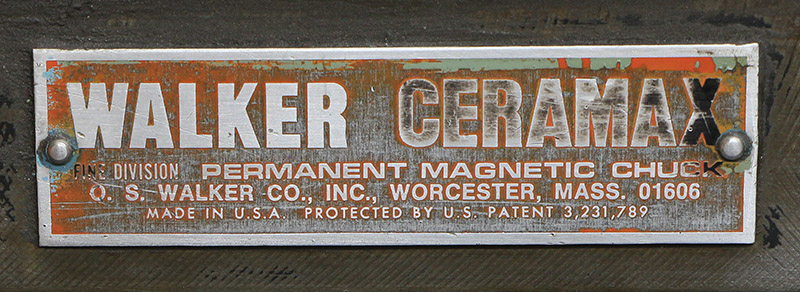 WALKER CERAMAX
FINE DIVISION PERMANENT MAGNETIC CHUCK
O. S. WALKER CO., INC., WORCESTER, MASS. 01606
MADE IN U.S.A. PROTECTED BY U.S. PATENT 3,231,789